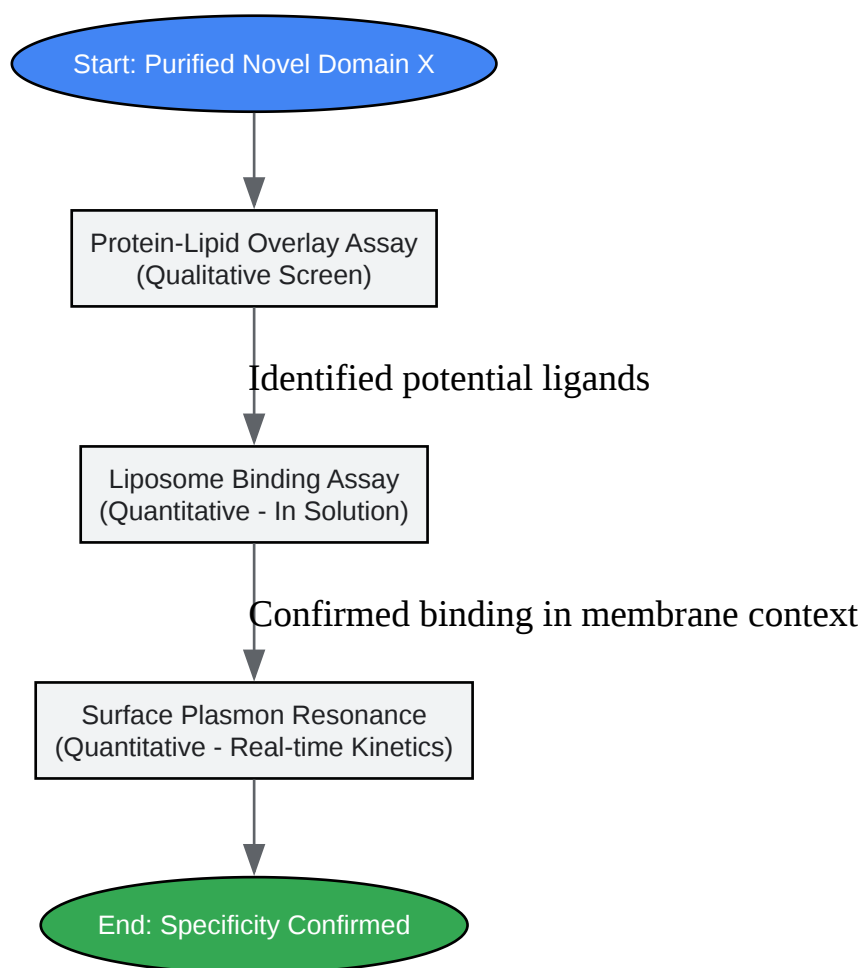 Start: Purified Novel Domain X
Protein-Lipid Overlay Assay
(Qualitative Screen)
Identified potential ligands
Liposome Binding Assay
(Quantitative - In Solution)
Confirmed binding in membrane context
Surface Plasmon Resonance
(Quantitative - Real-time Kinetics)
End: Specificity Confirmed